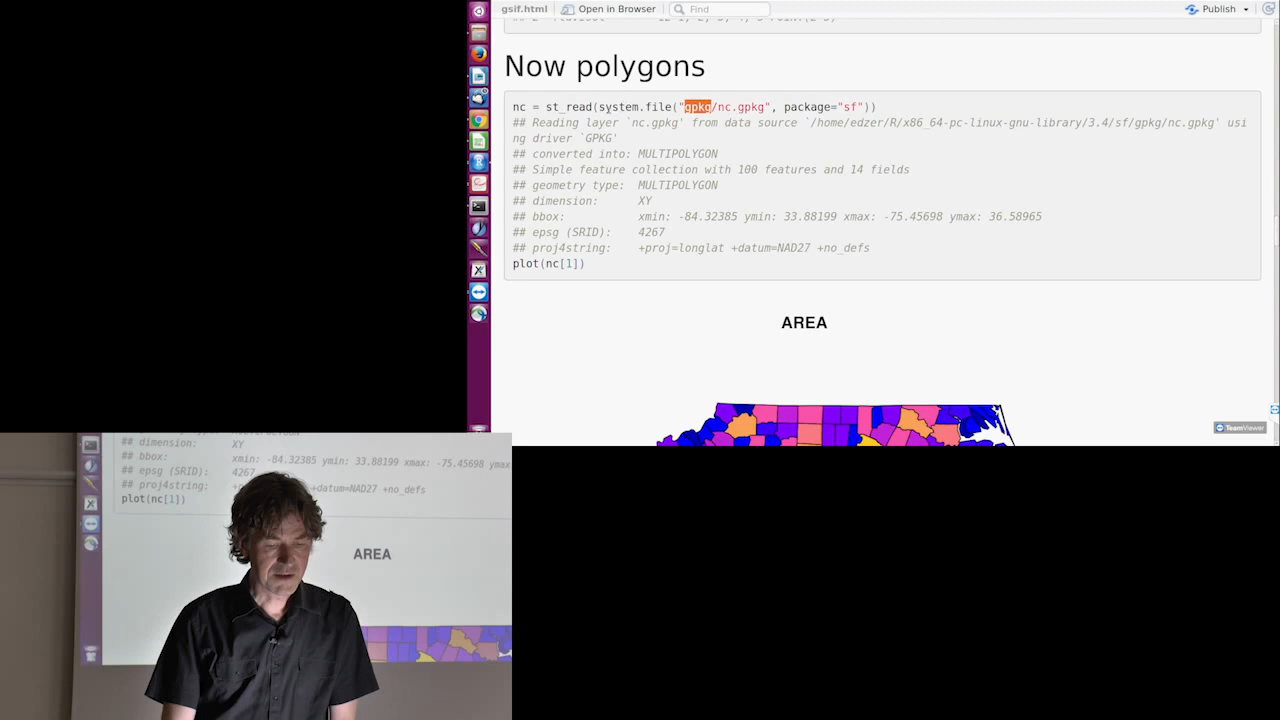 gsif.html Open in Browser Find Publish
Now polygons
nc = st_read(system.file("gpkg/nc.gpkg", package="sf"))
## Reading layer `nc.gpkg' from data source `/home/edzer/R/x86_64-pc-linux-gnu-library/3.4/sf/gpkg/nc.gpkg' usi
ng driver `GPKG'
## converted into: MULTIPOLYGON
## Simple feature collection with 100 features and 14 fields
## geometry type: MULTIPOLYGON
## dimension: XY
## bbox: xmin: -84.32385 ymin: 33.88199 xmax: -75.45698 ymax: 36.58965
## epsg (SRID): 4267
## proj4string: +proj=longlat +datum=NAD27 +no_defs
plot(nc[1])
AREA
TeamViewer
## dimension: XY
## bbox: xmin: -84.32385 ymin: 33.88199 xmax: -75.45698 ymax
## epsg (SRID): 4267
## proj4string: +datum=NAD27 +no_defs
plot(nc[1])
AREA